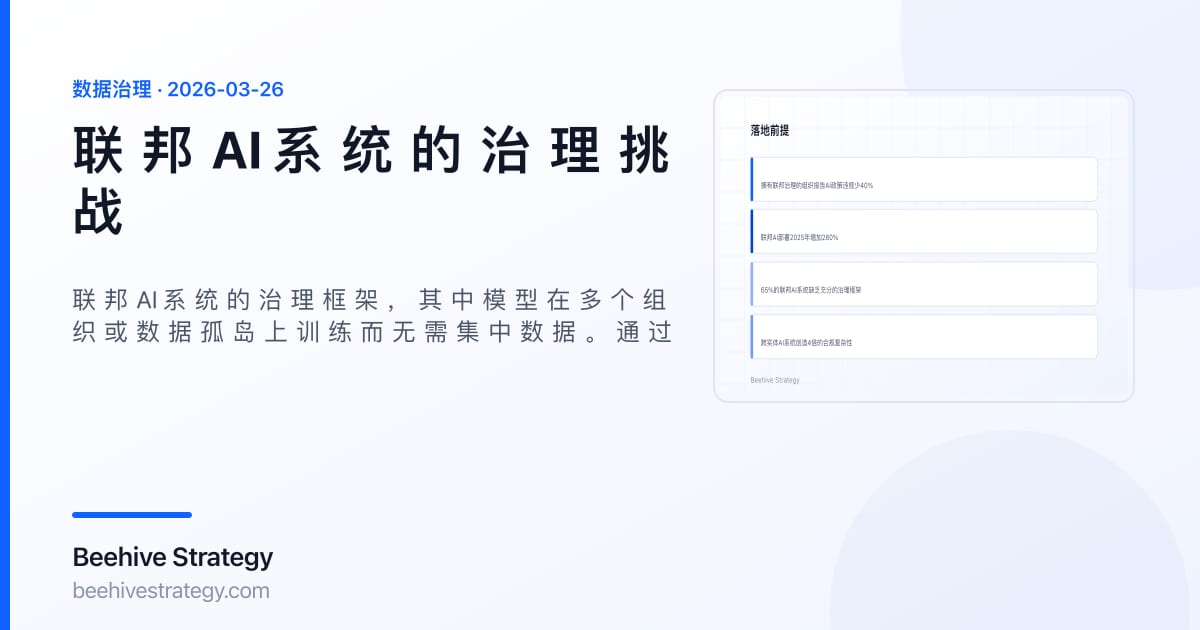 数据治理 · 2026-03-26
联邦AI系统的治理挑
战
联邦AI系统的治理框架，其中模型在多个组
织或数据孤岛上训练而无需集中数据。通过
落地前提
拥有联邦治理的组织报告AI政策违规少40%
联邦AI部署2025年增加280%
65%的联邦AI系统缺乏充分的治理框架
跨实体AI系统创造4倍的合规复杂性
Beehive Strategy
Beehive Strategy
beehivestrategy.com